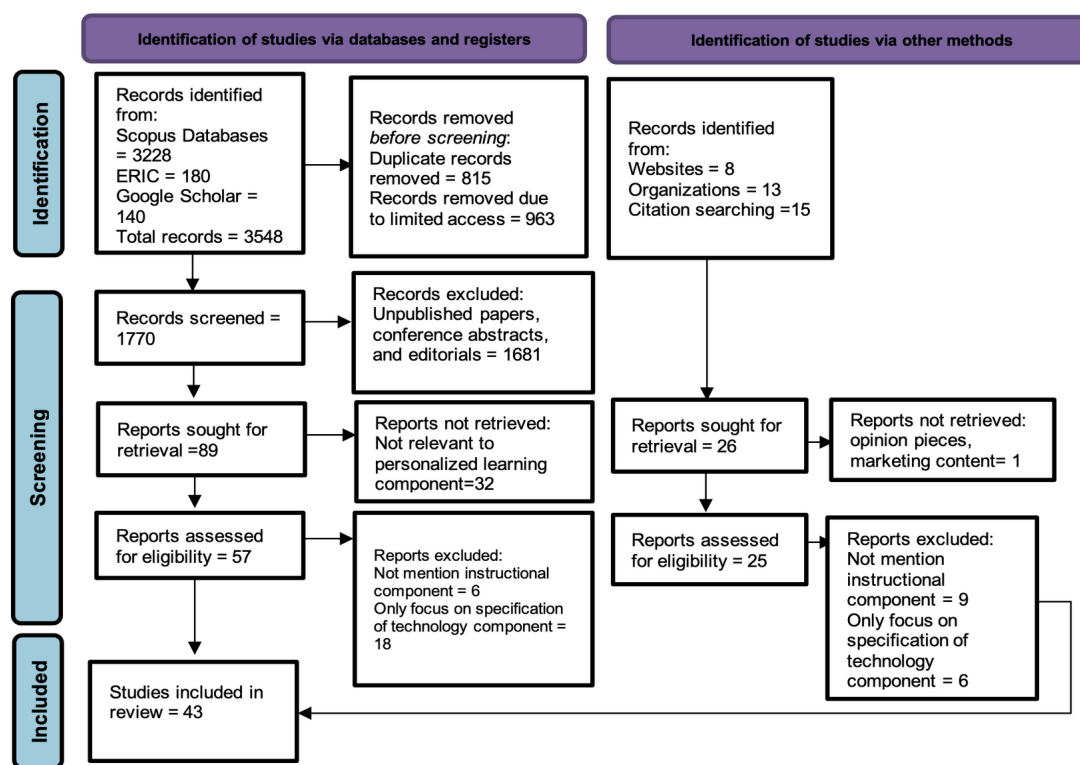 Identification of studies via databases and registers
Identification of studies via other methods
Identification
Records identified
from:
Scopus Databases
= 3228
ERIC = 180
Google Scholar =
140
Total records = 3548
Records removed
before screening:
Duplicate records
removed = 815
Records removed due
to limited access = 963
Records identified
from:
Websites = 8
Organizations = 13
Citation searching =15
Screening
Records screened =
1770
Records excluded:
Unpublished papers,
conference abstracts,
and editorials = 1681
Reports sought for
retrieval =89
Reports not retrieved:
Not relevant to
personalized learning
component=32
Reports sought for
retrieval = 26
Reports not retrieved:
opinion pieces,
marketing content= 1
Reports assessed
for eligibility = 57
Reports excluded:
Not mention instructional
component = 6
Only focus on specification
of technology component =
18
Reports assessed
for eligibility = 25
Reports excluded:
Not mention
instructional
component = 9
Only focus on
specification of
technology
component = 6
Included
Studies included in
review = 43